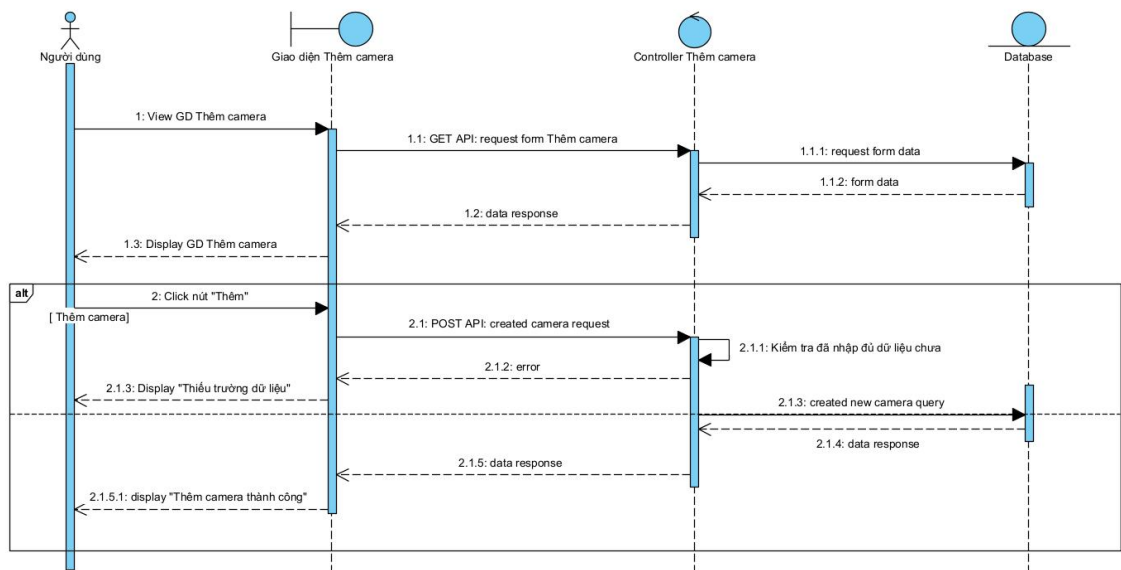 Người dùng
Giao diện Thêm camera
Controller Thêm camera
Database
1: View GD Thêm camera
1.1: GET API: request form Thêm camera
1.1.1: request form data
1.1.2: form data
1.2: data response
1.3: Display GD Thêm camera
alt
2: Click nút "Thêm"
[ Thêm camera]
2.1: POST API: created camera request
2.1.1: Kiểm tra đã nhập đủ dữ liệu chưa
2.1.2: error
2.1.3: Display "Thiếu trường dữ liệu"
2.1.3: created new camera query
2.1.4: data response
2.1.5: data response
2.1.5.1: display "Thêm camera thành công"